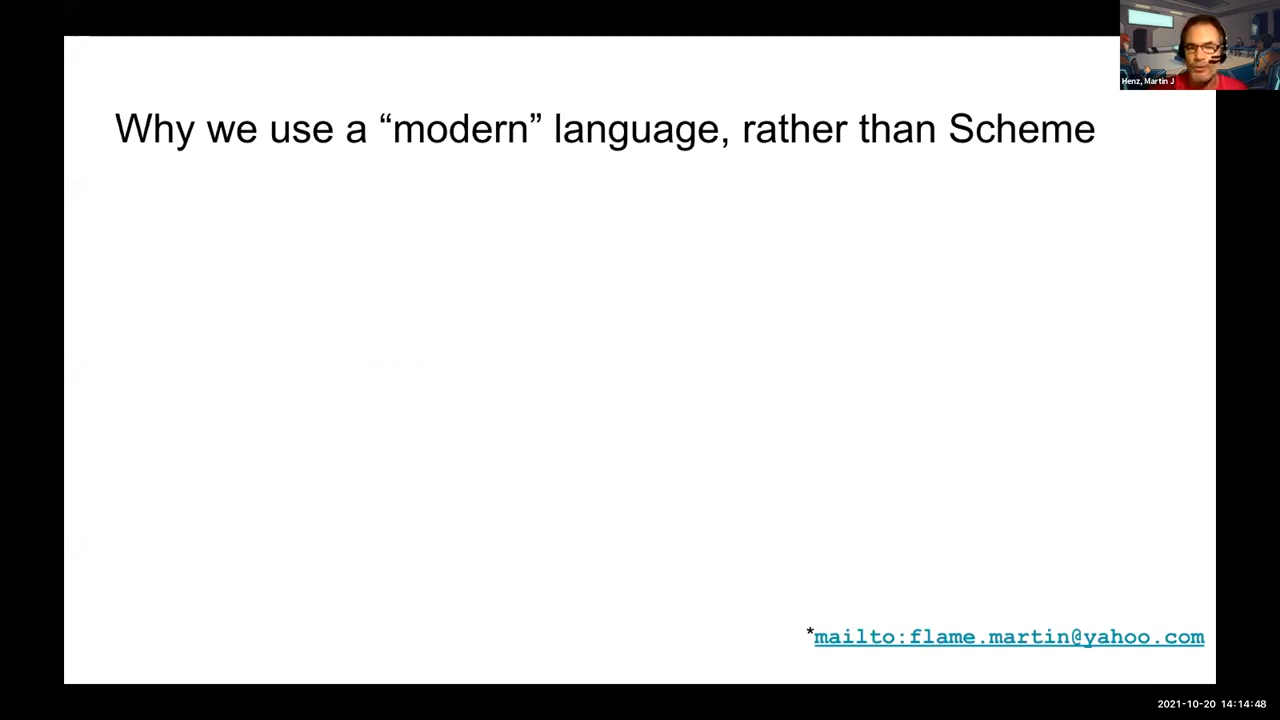 Henz, Martin J
Why we use a “modern” language, rather than Scheme
*mailto:flame.martin@yahoo.com
2021-10-20 14:14:48